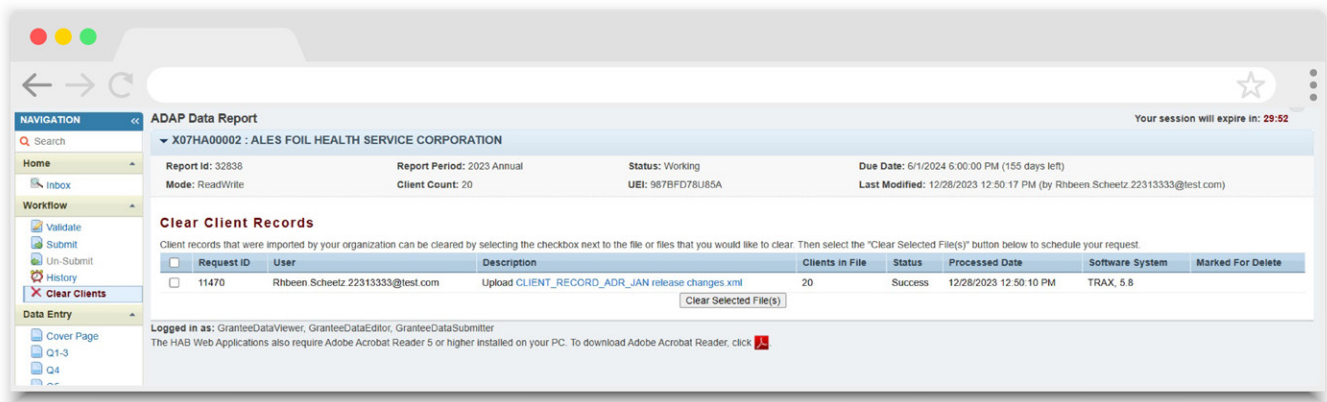 NAVIGATION «
Search
Home
Inbox
Workflow
Validate
Submit
Un-Submit
History
Clear Clients
Data Entry
Cover Page
Q1-3
Q4
ADAP Data Report
Your session will expire in: 29:52
X07HA00002 : ALES FOIL HEALTH SERVICE CORPORATION
Report Id: 32838 Report Period: 2023 Annual Status: Working Due Date: 6/1/2024 6:00:00 PM (155 days left)
Mode: ReadWrite Client Count: 20 UEI: 987BFD78U85A Last Modified: 12/28/2023 12:50:17 PM (by Rhbeen.Scheetz.22313333@test.com)
Clear Client Records
Client records that were imported by your organization can be cleared by selecting the checkbox next to the file or files that you would like to clear. Then select the "Clear Selected File(s)" button below to schedule your request.
Request ID User Description Clients in File Status Processed Date Software System Marked For Delete
11470 Rhbeen.Scheetz.22313333@test.com Upload CLIENT_RECORD_ADR_JAN release changes.xml 20 Success 12/28/2023 12:50:10 PM TRAX, 5.8
Clear Selected File(s)
Logged in as: GranteeDataViewer, GranteeDataEditor, GranteeDataSubmitter
The HAB Web Applications also require Adobe Acrobat Reader 5 or higher installed on your PC. To download Adobe Acrobat Reader, click .